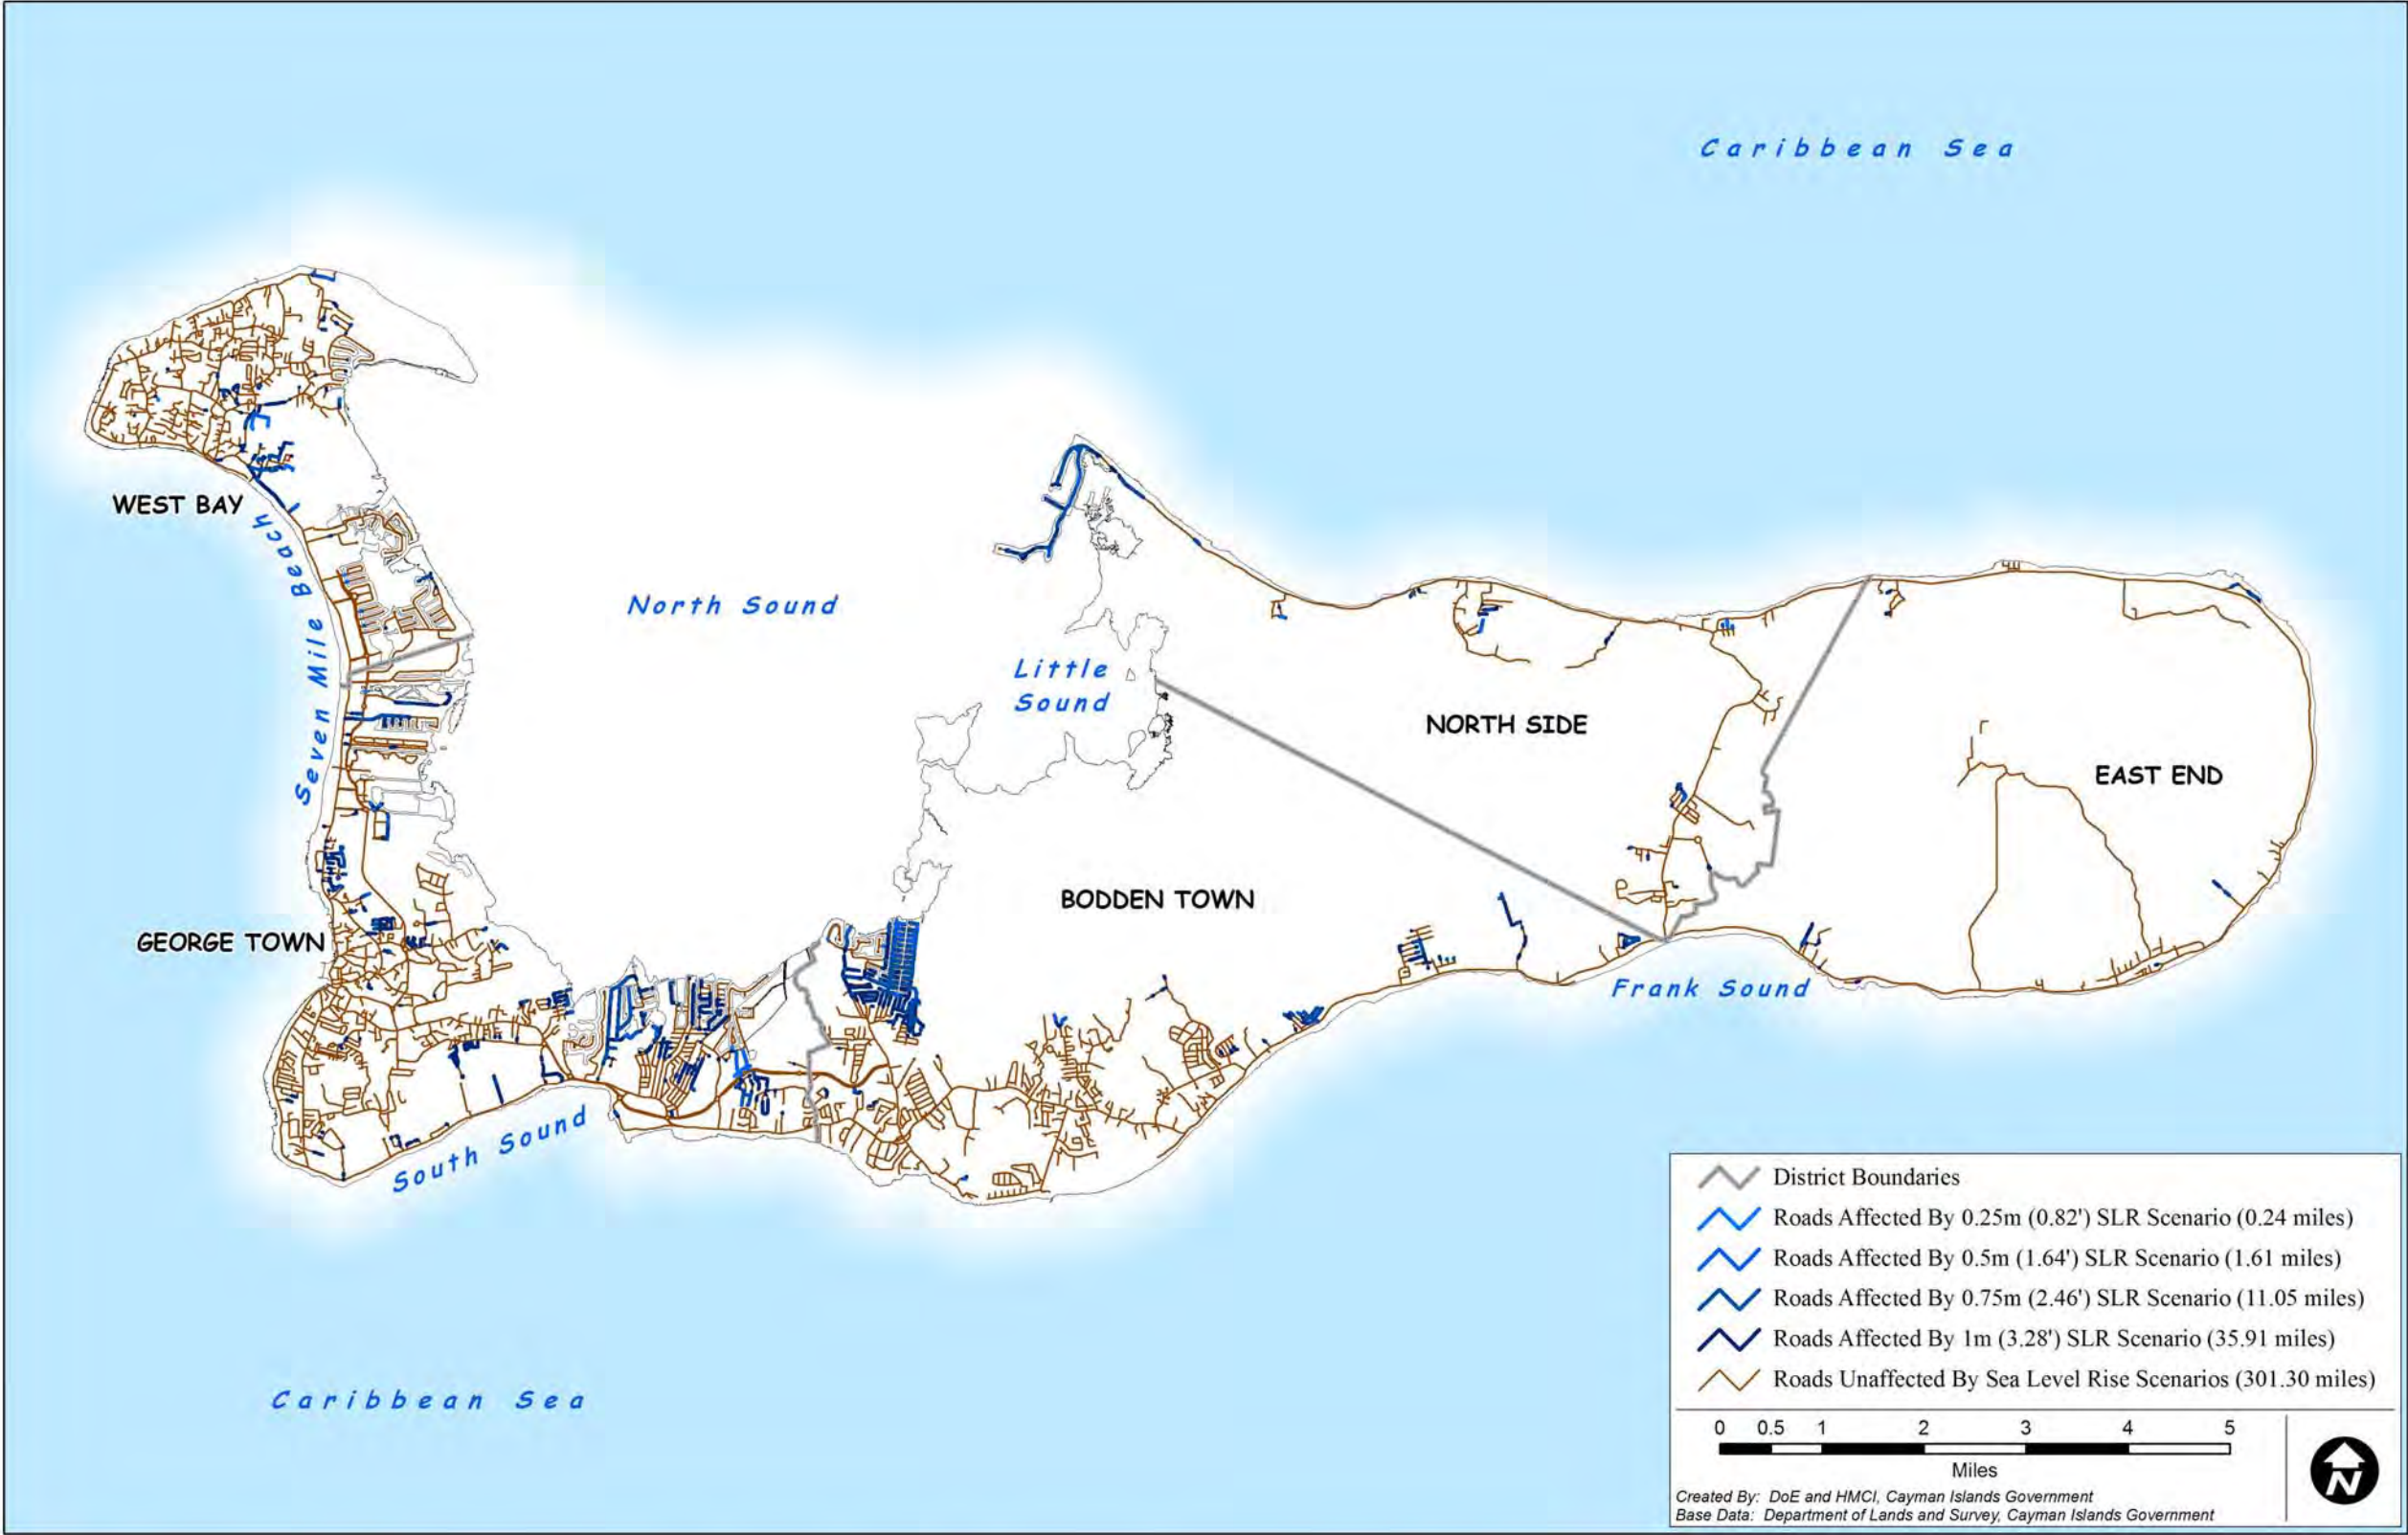 Caribbean Sea
WEST BAY
Seven Mile Beach
North Sound
Little
Sound
NORTH SIDE
EAST END
BODDEN TOWN
GEORGE TOWN
Frank Sound
South Sound
Caribbean Sea
District Boundaries
Roads Affected By 0.25m (0.82') SLR Scenario (0.24 miles)
Roads Affected By 0.5m (1.64') SLR Scenario (1.61 miles)
Roads Affected By 0.75m (2.46') SLR Scenario (11.05 miles)
Roads Affected By 1m (3.28') SLR Scenario (35.91 miles)
Roads Unaffected By Sea Level Rise Scenarios (301.30 miles)
0 0.5 1 2 3 4 5
Miles
N
Created By: DoE and HMCI, Cayman Islands Government
Base Data: Department of Lands and Survey, Cayman Islands Government